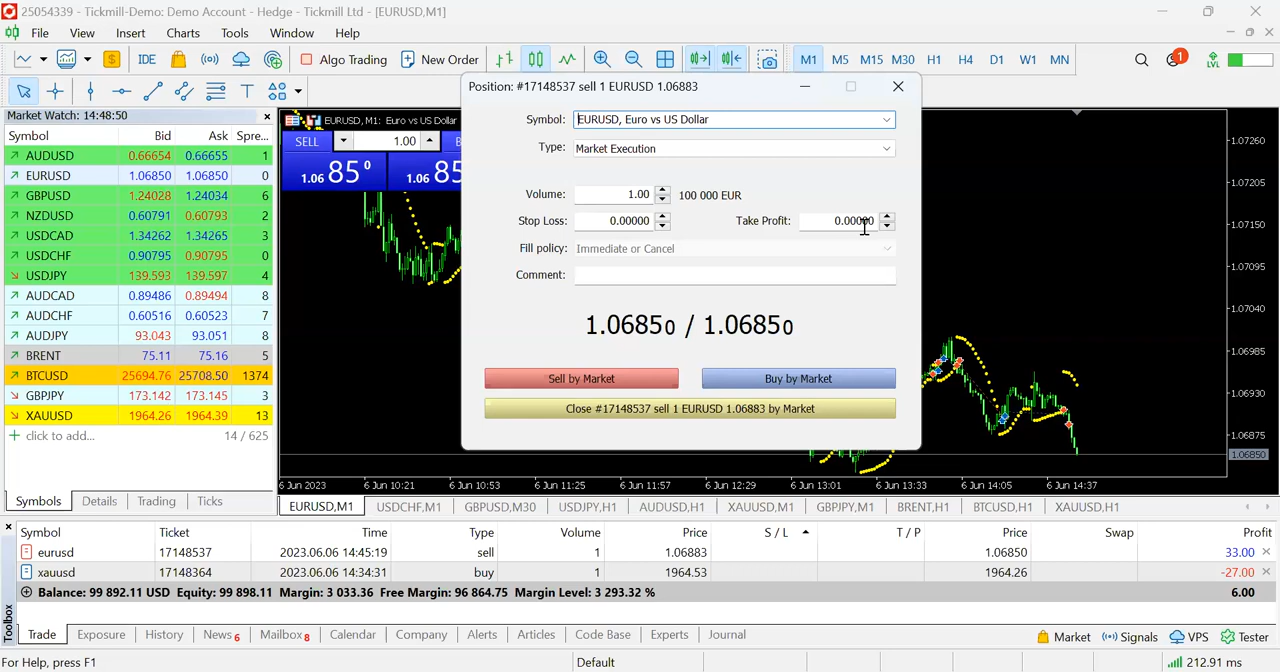 25054339 - Tickmill-Demo: Demo Account - Hedge - Tickmill Ltd - [EURUSD,M1]
File View Insert Charts Tools Window Help
IDE Algo Trading New Order M1 M5 M15 M30 H1 H4 D1 W1 MN 1 LVL
T
Market Watch: 14:48:50
Symbol Bid Ask Spre...
AUDUSD 0.66654 0.66655 1
EURUSD 1.06850 1.06850 0
GBPUSD 1.24028 1.24034 6
NZDUSD 0.60791 0.60793 2
USDCAD 1.34262 1.34265 3
USDCHF 0.90795 0.90795 0
USDJPY 139.593 139.597 4
AUDCAD 0.89486 0.89494 8
AUDCHF 0.60516 0.60523 7
AUDJPY 93.043 93.051 8
BRENT 75.11 75.16 5
BTCUSD 25694.76 25708.50 1374
GBPJPY 173.142 173.145 3
XAUUSD 1964.26 1964.39 13
click to add... 14 / 625
Symbols Details Trading Ticks
EURUSD, M1: Euro vs US Dollar
SELL 1.00 B
1.06 85 0 1.06 85
Position: #17148537 sell 1 EURUSD 1.06883
Symbol: EURUSD, Euro vs US Dollar
Type: Market Execution
Volume: 1.00 100 000 EUR
Stop Loss: 0.00000 Take Profit: 0.00000
Fill policy: Immediate or Cancel
Comment:
1.06850 / 1.06850
Sell by Market Buy by Market
Close #17148537 sell 1 EURUSD 1.06883 by Market
1.07260
1.07205
1.07150
1.07095
1.07040
1.06985
1.06930
1.06875
1.06850
6 Jun 2023 6 Jun 10:21 6 Jun 10:53 6 Jun 11:25 6 Jun 11:57 6 Jun 12:29 6 Jun 13:01 6 Jun 13:33 6 Jun 14:05 6 Jun 14:37
EURUSD,M1 USDCHF,M1 GBPUSD,M30 USDJPY,H1 AUDUSD,H1 XAUUSD,M1 GBPJPY,M1 BRENT,H1 BTCUSD,H1 XAUUSD,H1
Symbol Ticket Time Type Volume Price S / L T / P Price Swap Profit
eurusd 17148537 2023.06.06 14:45:19 sell 1 1.06883 1.06850 33.00
xauusd 17148364 2023.06.06 14:34:31 buy 1 1964.53 1964.26 -27.00
Balance: 99 892.11 USD Equity: 99 898.11 Margin: 3 033.36 Free Margin: 96 864.75 Margin Level: 3 293.32 % 6.00
Toolbox
Trade Exposure History News 6 Mailbox 8 Calendar Company Alerts Articles Code Base Experts Journal Market Signals VPS Tester
For Help, press F1 Default 212.91 ms